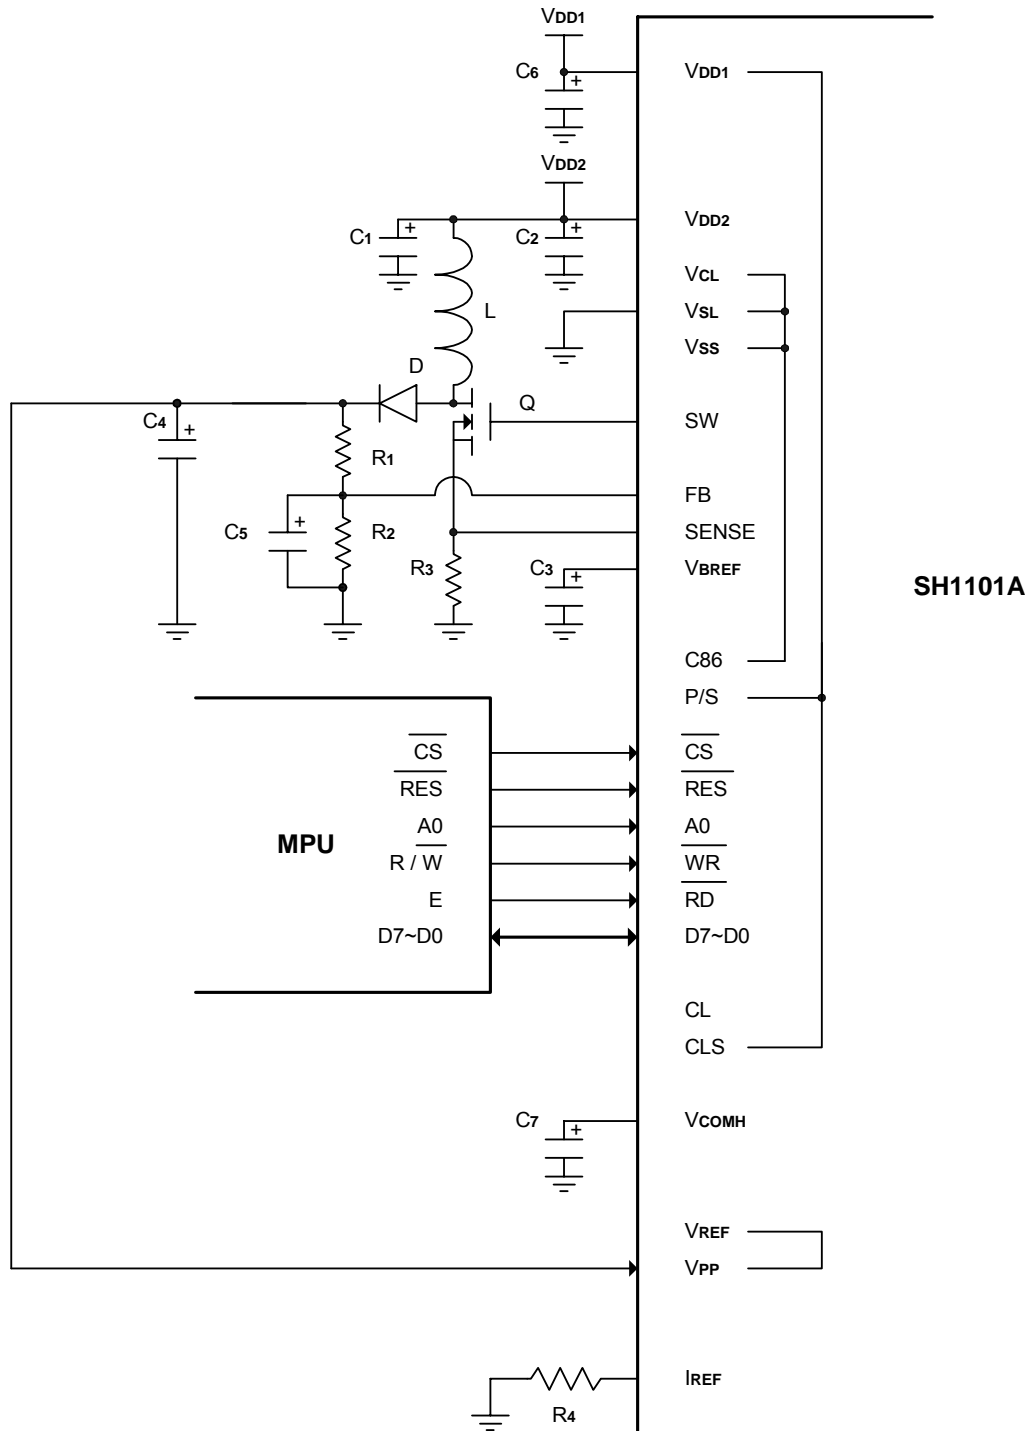 VDD1
C6 + VDD1
VDD2
C1 + C2 + VDD2
VCL
L VSL
VSS
D
C4 + Q SW
R1
FB
C5 + R2 SENSE
R3 C3 + VBREF
SH1101A
C86
P/S
CS CS
RES RES
A0 A0
MPU
R / W WR
E RD
D7~D0 D7~D0
CL
CLS
C7 + VCOMH
VREF
VPP
IREF
R4